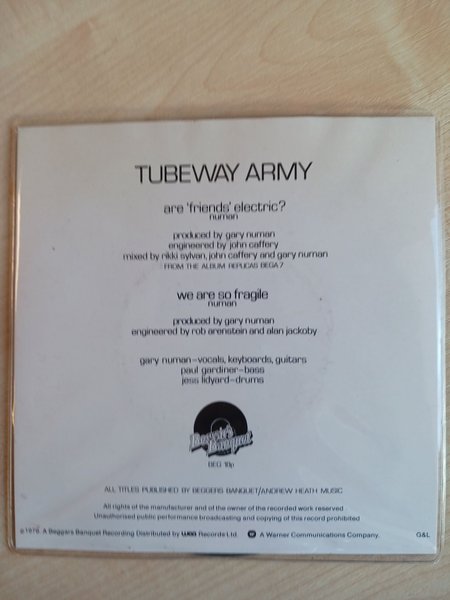 TUBEWAY ARMY
are 'friends' electric?
numan
produced by gary numan
engineered by john caffery
mixed by rikki sylvan, john caffery and gary numan
FROM THE ALBUM REPLICAS BEGA 7
we are so fragile
numan
produced by gary numan
engineered by rob arenstein and alan jackoby
gary numan–vocals, keyboards, guitars
paul gardiner–bass
jess lidyard–drums
Beggars Banquet
BEG 18p
ALL TITLES PUBLISHED BY BEGGERS BANQUET/ANDREW HEATH MUSIC
All rights of the manufacturer and of the owner of the recorded work reserved
Unauthorised public performance broadcasting and copying of this record prohibited
A Beggars Banquet Recording Distributed by wea Records Ltd. A Warner Communications Company. G&L